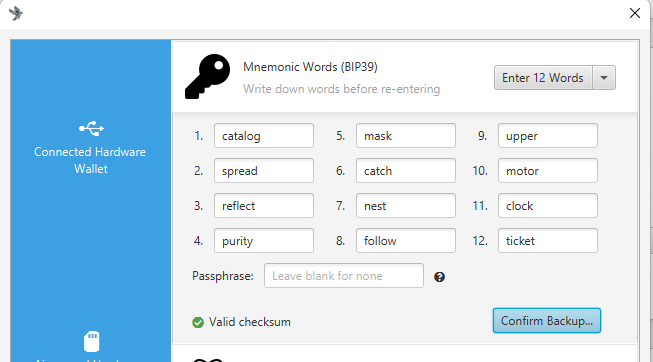 Mnemonic Words (BIP39)
Write down words before re-entering
Enter 12 Words
Connected Hardware
Wallet
1. catalog 5. mask 9. upper
2. spread 6. catch 10. motor
3. reflect 7. nest 11. clock
4. purity 8. follow 12. ticket
Passphrase: Leave blank for none ?
Valid checksum
Confirm Backup...